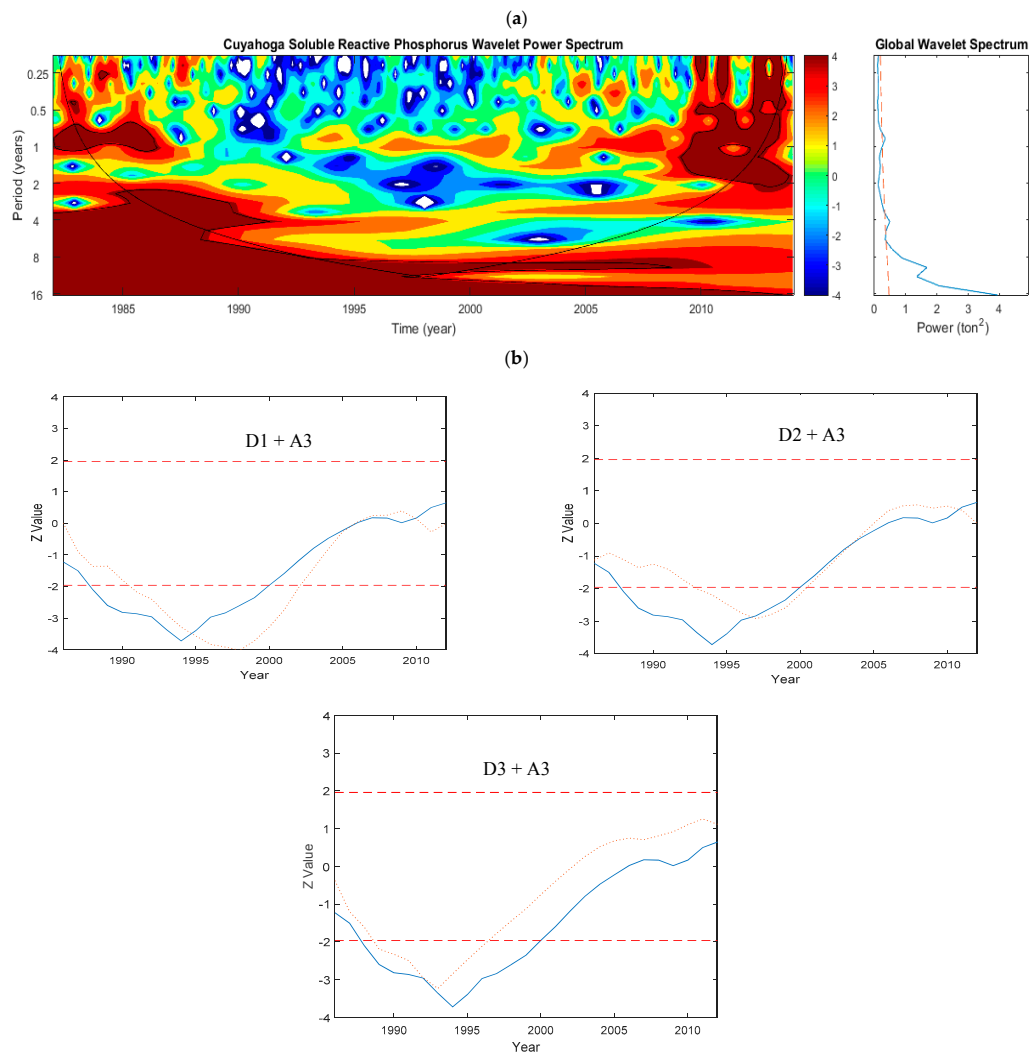 (a)
Cuyahoga Soluble Reactive Phosphorus Wavelet Power Spectrum
Global Wavelet Spectrum
Period (years)
0.25
0.5
1
2
4
8
16
1985 1990 1995 2000 2005 2010
Time (year)
4
3
2
1
0
-1
-2
-3
-4
0 1 2 3 4
Power (ton²)
(b)
D1 + A3
Z Value
4
3
2
1
0
-1
-2
-3
-4
1990 1995 2000 2005 2010
Year
D2 + A3
Z Value
4
3
2
1
0
-1
-2
-3
-4
1990 1995 2000 2005 2010
Year
D3 + A3
Z Value
4
3
2
1
0
-1
-2
-3
-4
1990 1995 2000 2005 2010
Year